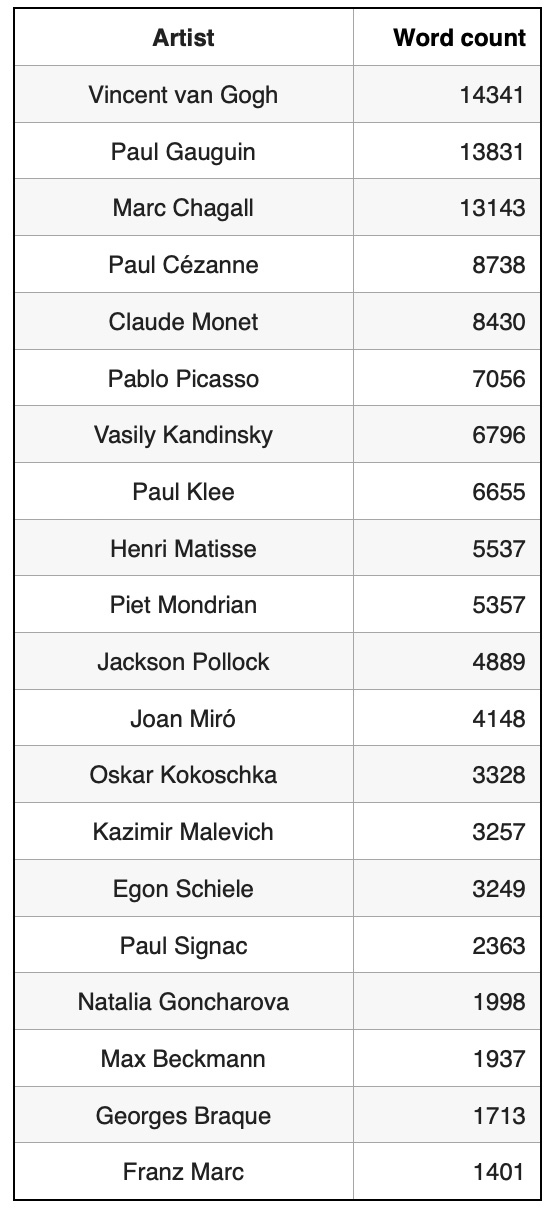 Artist Word count
Vincent van Gogh 14341
Paul Gauguin 13831
Marc Chagall 13143
Paul Cézanne 8738
Claude Monet 8430
Pablo Picasso 7056
Vasily Kandinsky 6796
Paul Klee 6655
Henri Matisse 5537
Piet Mondrian 5357
Jackson Pollock 4889
Joan Miró 4148
Oskar Kokoschka 3328
Kazimir Malevich 3257
Egon Schiele 3249
Paul Signac 2363
Natalia Goncharova 1998
Max Beckmann 1937
Georges Braque 1713
Franz Marc 1401